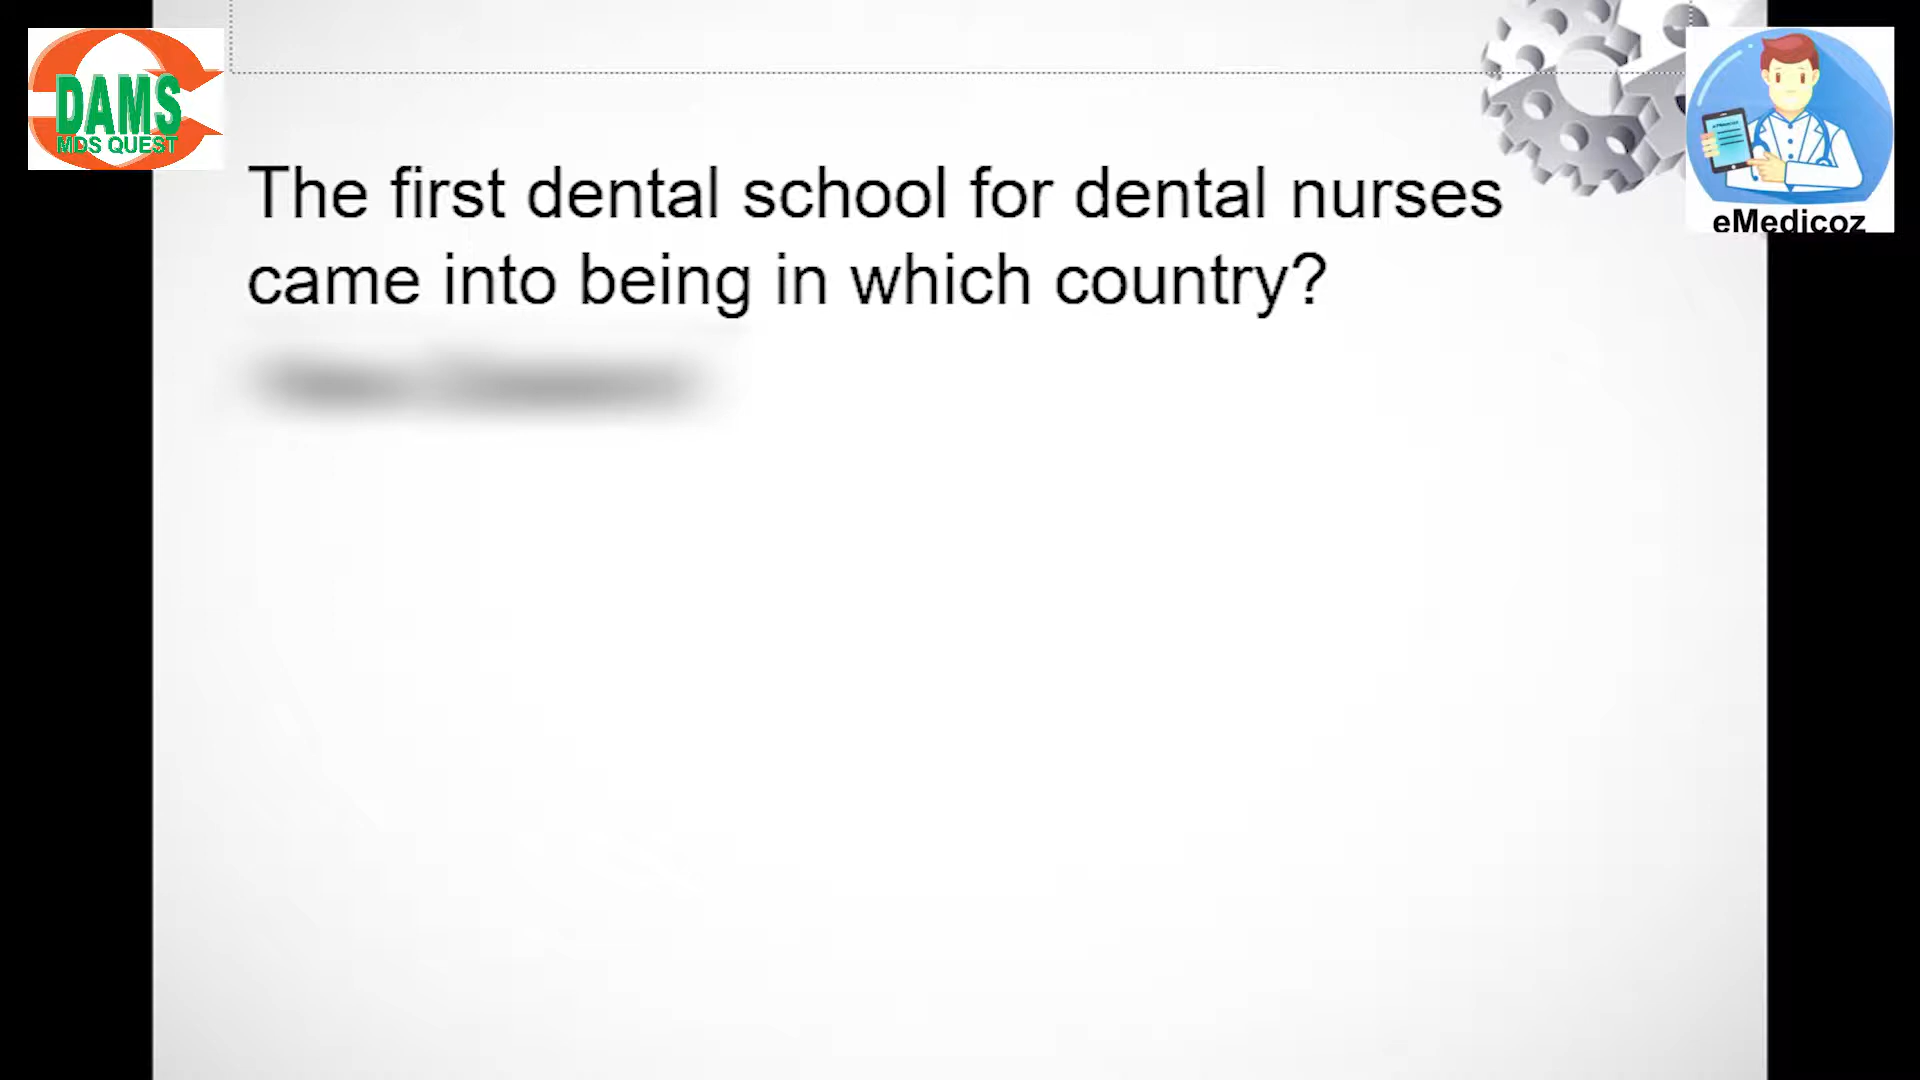 DAMS
MDS QUEST
eMedicoz
The first dental school for dental nurses
came into being in which country?